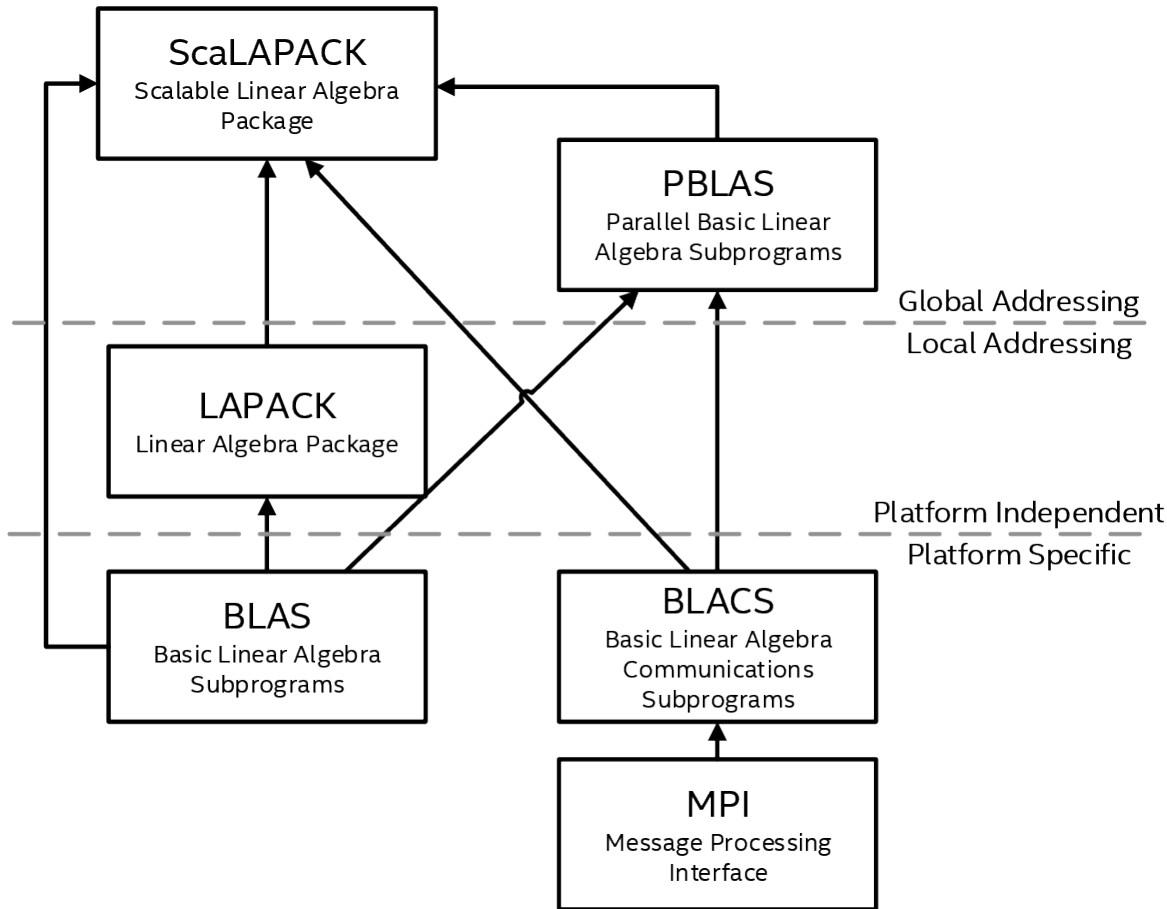 ScaLAPACK
Scalable Linear Algebra
Package
PBLAS
Parallel Basic Linear
Algebra Subprograms
Global Addressing
Local Addressing
LAPACK
Linear Algebra Package
Platform Independent
Platform Specific
BLAS
Basic Linear Algebra
Subprograms
BLACS
Basic Linear Algebra
Communications
Subprograms
MPI
Message Processing
Interface